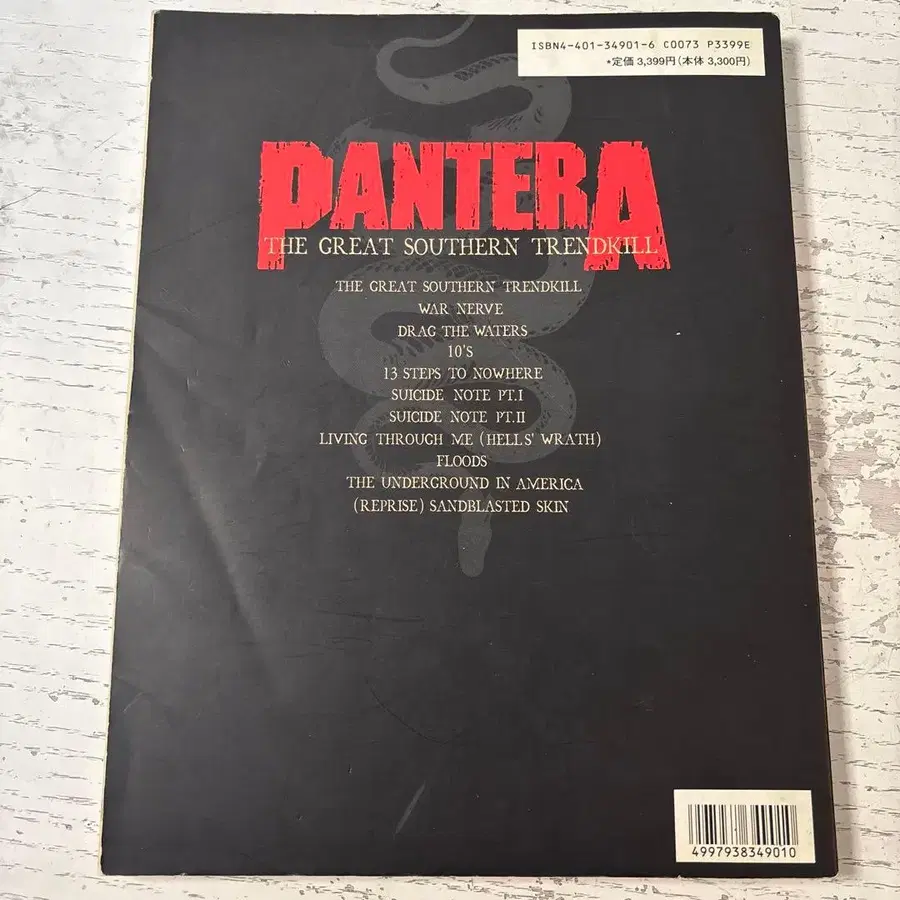 ISBN4-401-34901-6 C0073 P3399E
*定価 3,399円(本体 3,300円)
PANTERA
THE GREAT SOUTHERN TRENDKILL
THE GREAT SOUTHERN TRENDKILL
WAR NERVE
DRAG THE WATERS
10'S
13 STEPS TO NOWHERE
SUICIDE NOTE PT.I
SUICIDE NOTE PT.II
LIVING THROUGH ME (HELLS' WRATH)
FLOODS
THE UNDERGROUND IN AMERICA
(REPRISE) SANDBLASTED SKIN
4997938349010